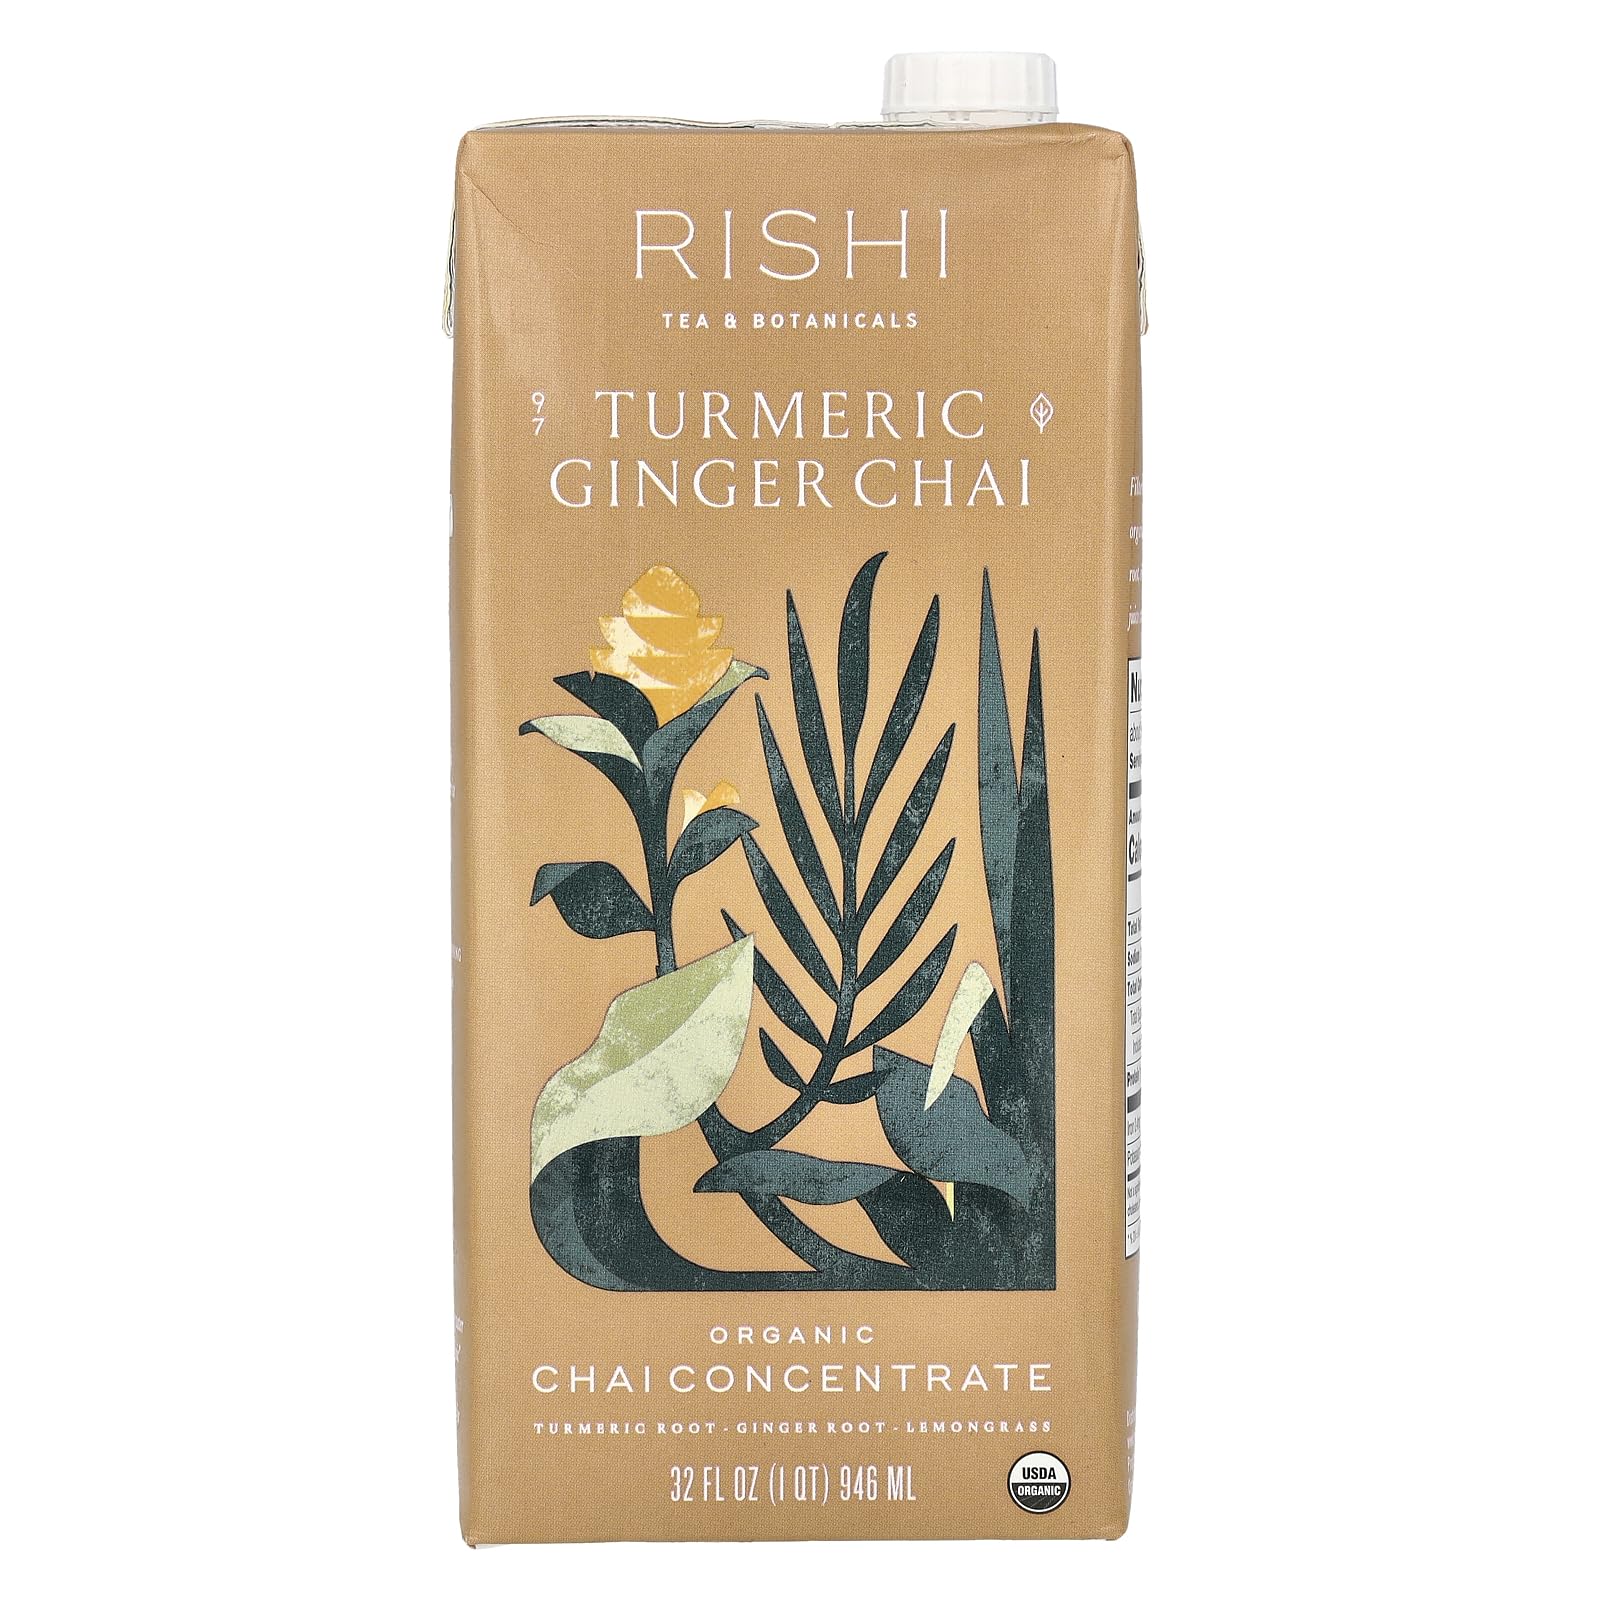 RISHI
TEA & BOTANICALS
97
TURMERIC
GINGER CHAI
ORGANIC
CHAI CONCENTRATE
TURMERIC ROOT - GINGER ROOT - LEMONGRASS
32 FL OZ (1 QT) 946 ML
USDA
ORGANIC